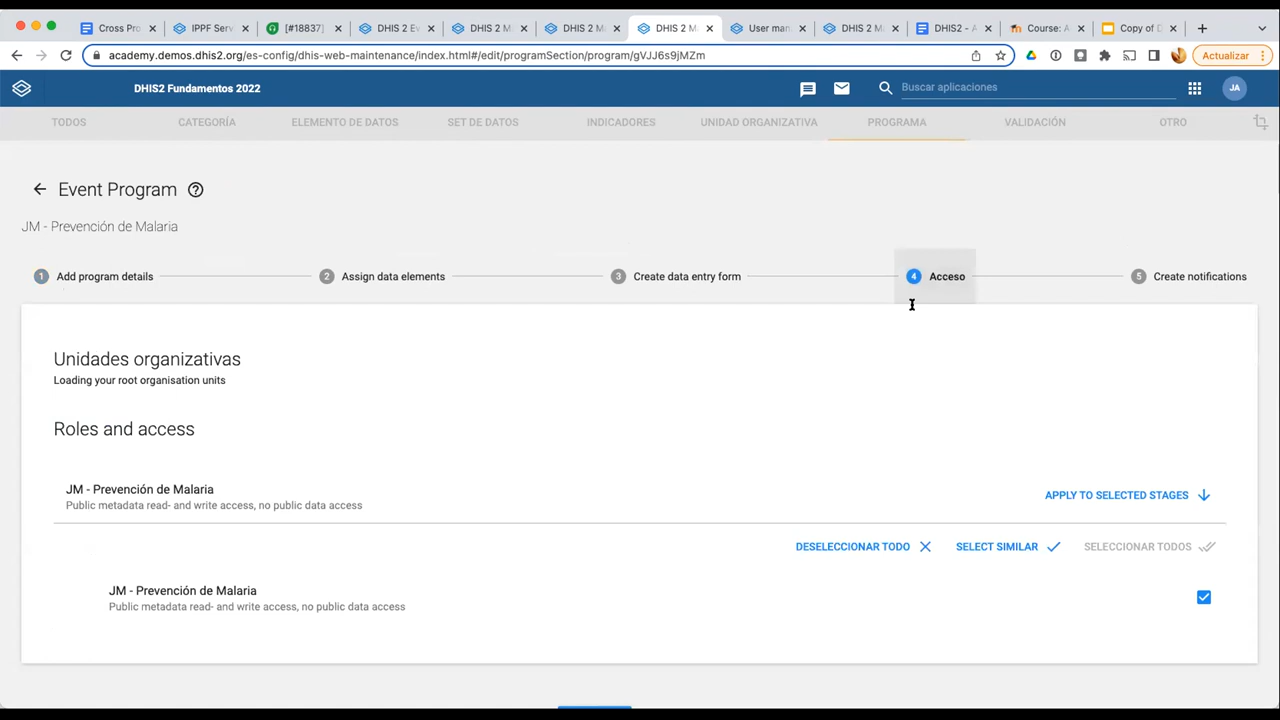 Cross Pro
IPPF Serv
[#18837]
DHIS 2 Ev
DHIS 2 Ma
DHIS 2 Ma
DHIS 2 M
User man
DHIS 2 Ma
DHIS2 - A
Course: A
Copy of D
academy.demos.dhis2.org/es-config/dhis-web-maintenance/index.html#/edit/programSection/program/gVJJ6s9jMZm
Actualizar
DHIS2 Fundamentos 2022
Buscar aplicaciones
JA
TODOS
CATEGORÍA
ELEMENTO DE DATOS
SET DE DATOS
INDICADORES
UNIDAD ORGANIZATIVA
PROGRAMA
VALIDACIÓN
OTRO
Event Program
JM - Prevención de Malaria
1 Add program details
2 Assign data elements
3 Create data entry form
4 Acceso
5 Create notifications
Unidades organizativas
Loading your root organisation units
Roles and access
JM - Prevención de Malaria
Public metadata read- and write access, no public data access
APPLY TO SELECTED STAGES
DESELECCIONAR TODO
SELECT SIMILAR
SELECCIONAR TODOS
JM - Prevención de Malaria
Public metadata read- and write access, no public data access